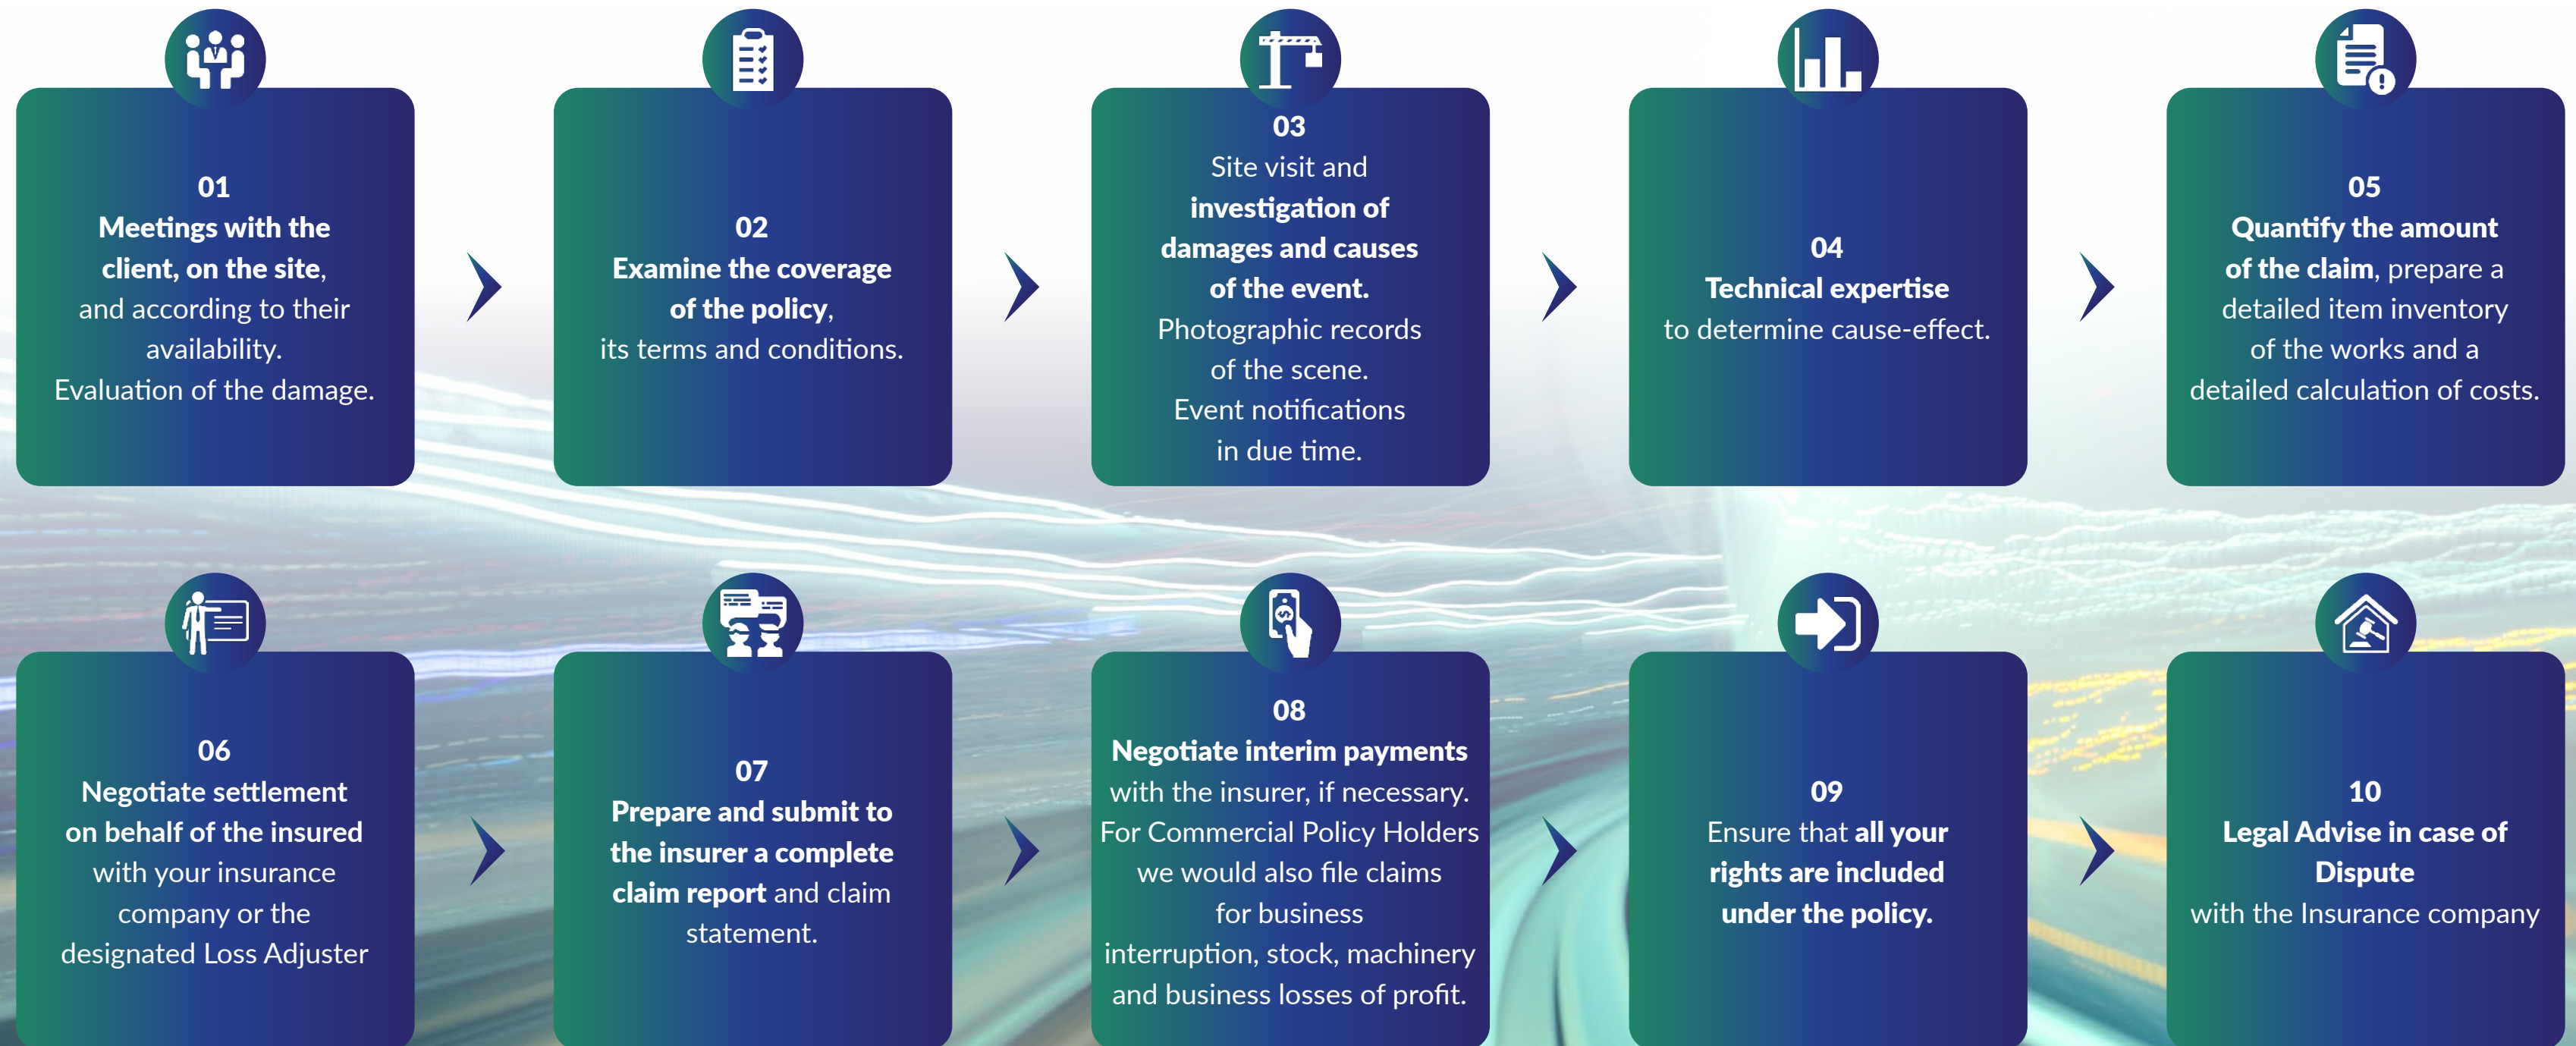 01
Meetings with the
client, on the site,
and according to their
availability.
Evaluation of the damage.
02
Examine the coverage
of the policy,
its terms and conditions.
03
Site visit and
investigation of
damages and causes
of the event.
Photographic records
of the scene.
Event notifications
in due time.
04
Technical expertise
to determine cause-effect.
05
Quantify the amount
of the claim, prepare a
detailed item inventory
of the works and a
detailed calculation of costs.
06
Negotiate settlement
on behalf of the insured
with your insurance
company or the
designated Loss Adjuster
07
Prepare and submit to
the insurer a complete
claim report and claim
statement.
08
Negotiate interim payments
with the insurer, if necessary.
For Commercial Policy Holders
we would also file claims
for business
interruption, stock, machinery
and business losses of profit.
09
Ensure that all your
rights are included
under the policy.
10
Legal Advise in case of
Dispute
with the Insurance company